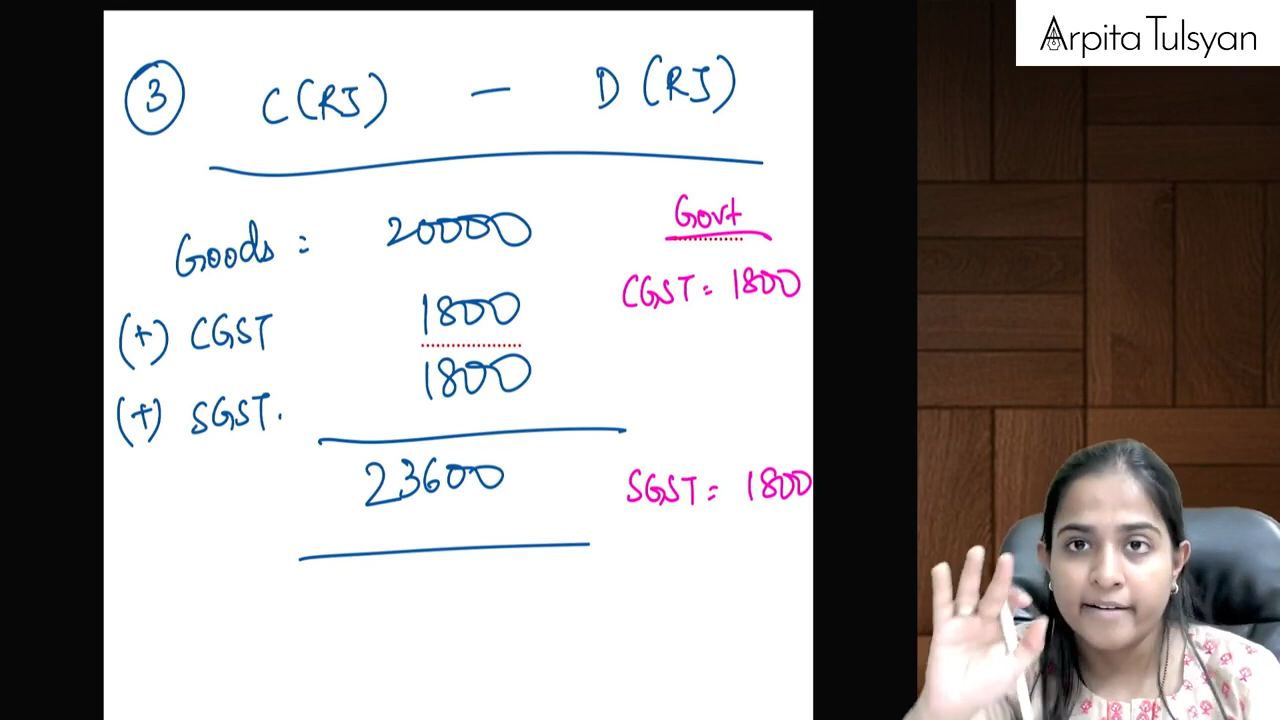 Arpita Tulsyan
3 C(RJ) — D(RJ)
Goods : 20000
(+) CGST 1800
(+) SGST. 1800
23600
Govt
CGST = 1800
SGST = 1800